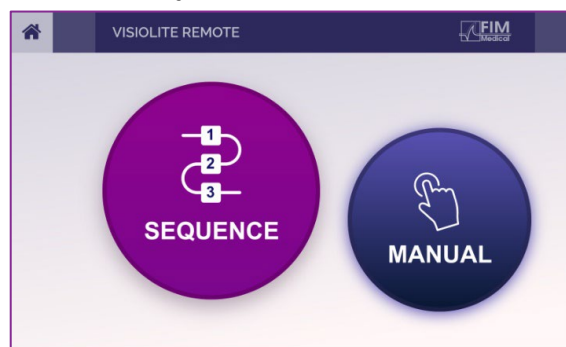 VISIOLITE REMOTE
FIM
Medical
1
2
3
SEQUENCE
MANUAL